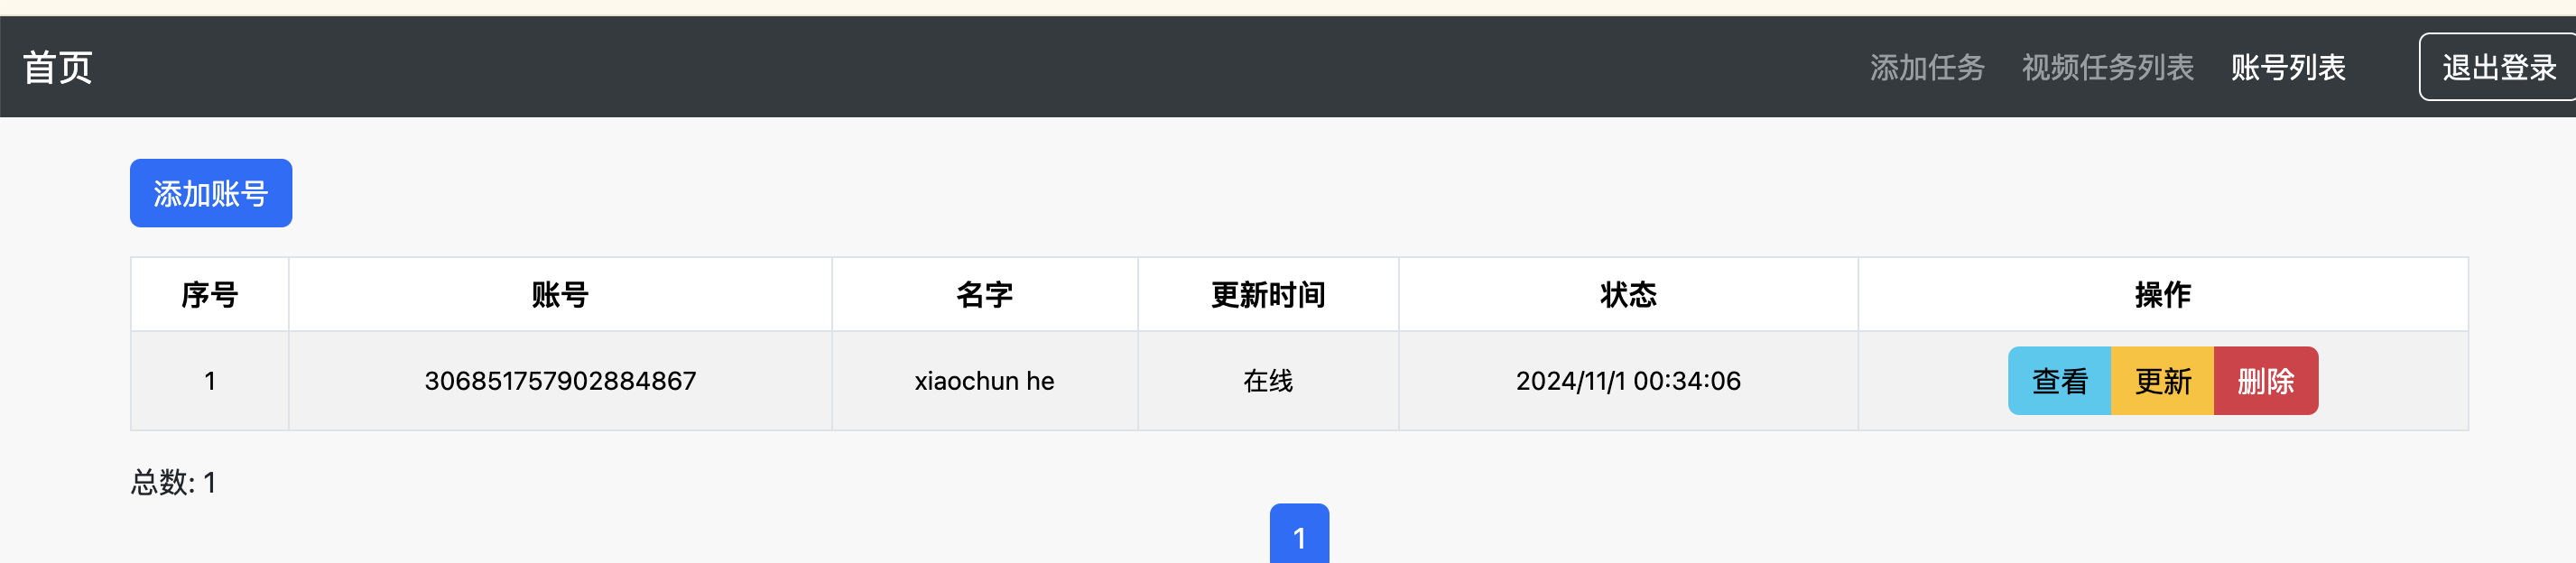 首页 添加任务 视频任务列表 账号列表 退出登录
添加账号
序号 账号 名字 更新时间 状态 操作
1 306851757902884867 xiaochun he 在线 2024/11/1 00:34:06 查看 更新 删除
总数: 1
1